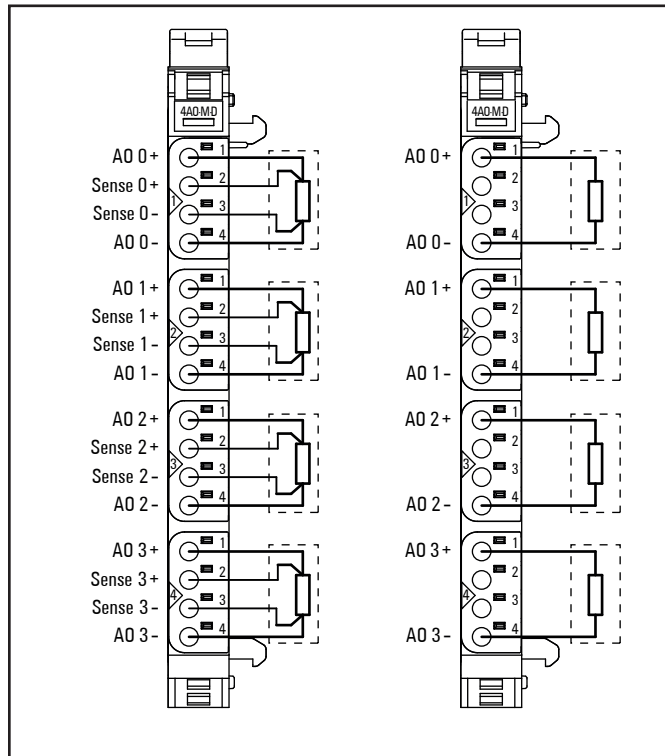 4AO-M-D
AO 0+ 1
Sense 0+ 2
1
Sense 0- 3
AO 0- 4
AO 1+ 1
Sense 1+ 2
2
Sense 1- 3
AO 1- 4
AO 2+ 1
Sense 2+ 2
3
Sense 2- 3
AO 2- 4
AO 3+ 1
Sense 3+ 2
4
Sense 3- 3
AO 3- 4
4AO-M-D
AO 0+ 1
2
1
3
AO 0- 4
AO 1+ 1
2
2
3
AO 1- 4
AO 2+ 1
2
3
3
AO 2- 4
AO 3+ 1
2
4
3
AO 3- 4